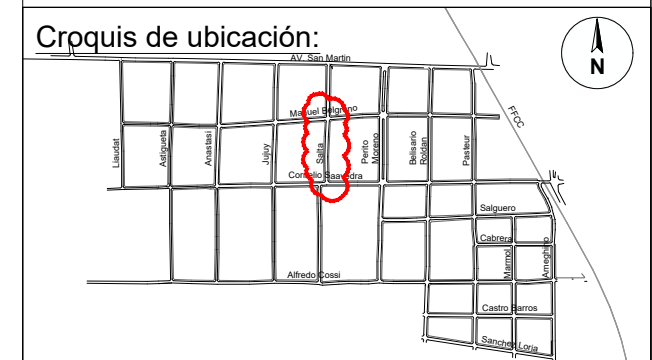 Croquis de ubicación:
AV. San Martin
N
Manuel Belgrano
FFCC
Liaudat
Astigueta
Anastasi
Jujuy
Salta
Perito
Moreno
Belisario
Roldan
Pasteur
Cornelio Saavedra
Salguero
Cabrera
Marmol
Ameghino
Alfredo Cossi
Castro Barros
Sanchez Loria